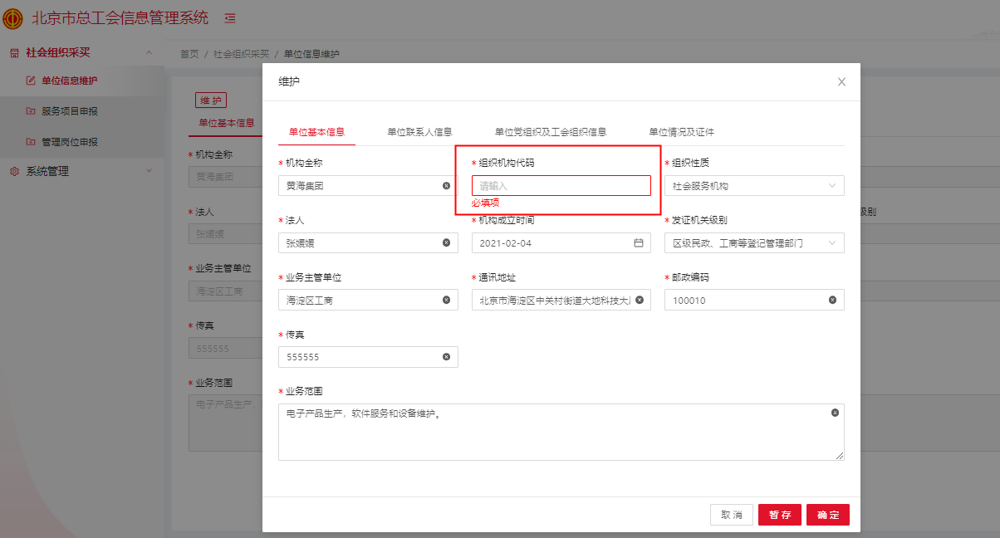 北京市总工会信息管理系统
社会组织采买
首页 / 社会组织采买 / 单位信息维护
单位信息维护
服务项目申报
管理岗位申报
系统管理
维 护
单位基本信息
* 机构全称
黄海集团
* 法人
张媛媛
级别
* 业务主管单位
海淀区工商
* 传真
555555
* 业务范围
电子产品生产，
维护
单位基本信息 单位联系人信息 单位党组织及工会组织信息 单位情况及证件
* 机构全称 * 组织机构代码 * 组织性质
黄海集团 请输入 社会服务机构
必填项
* 法人 * 机构成立时间 * 发证机关级别
张媛媛 2021-02-04 区级民政、工商等登记管理部门
* 业务主管单位 * 通讯地址 * 邮政编码
海淀区工商 北京市海淀区中关村街道大地科技大 100010
* 传真
555555
* 业务范围
电子产品生产，软件服务和设备维护。
取 消 暂 存 确 定